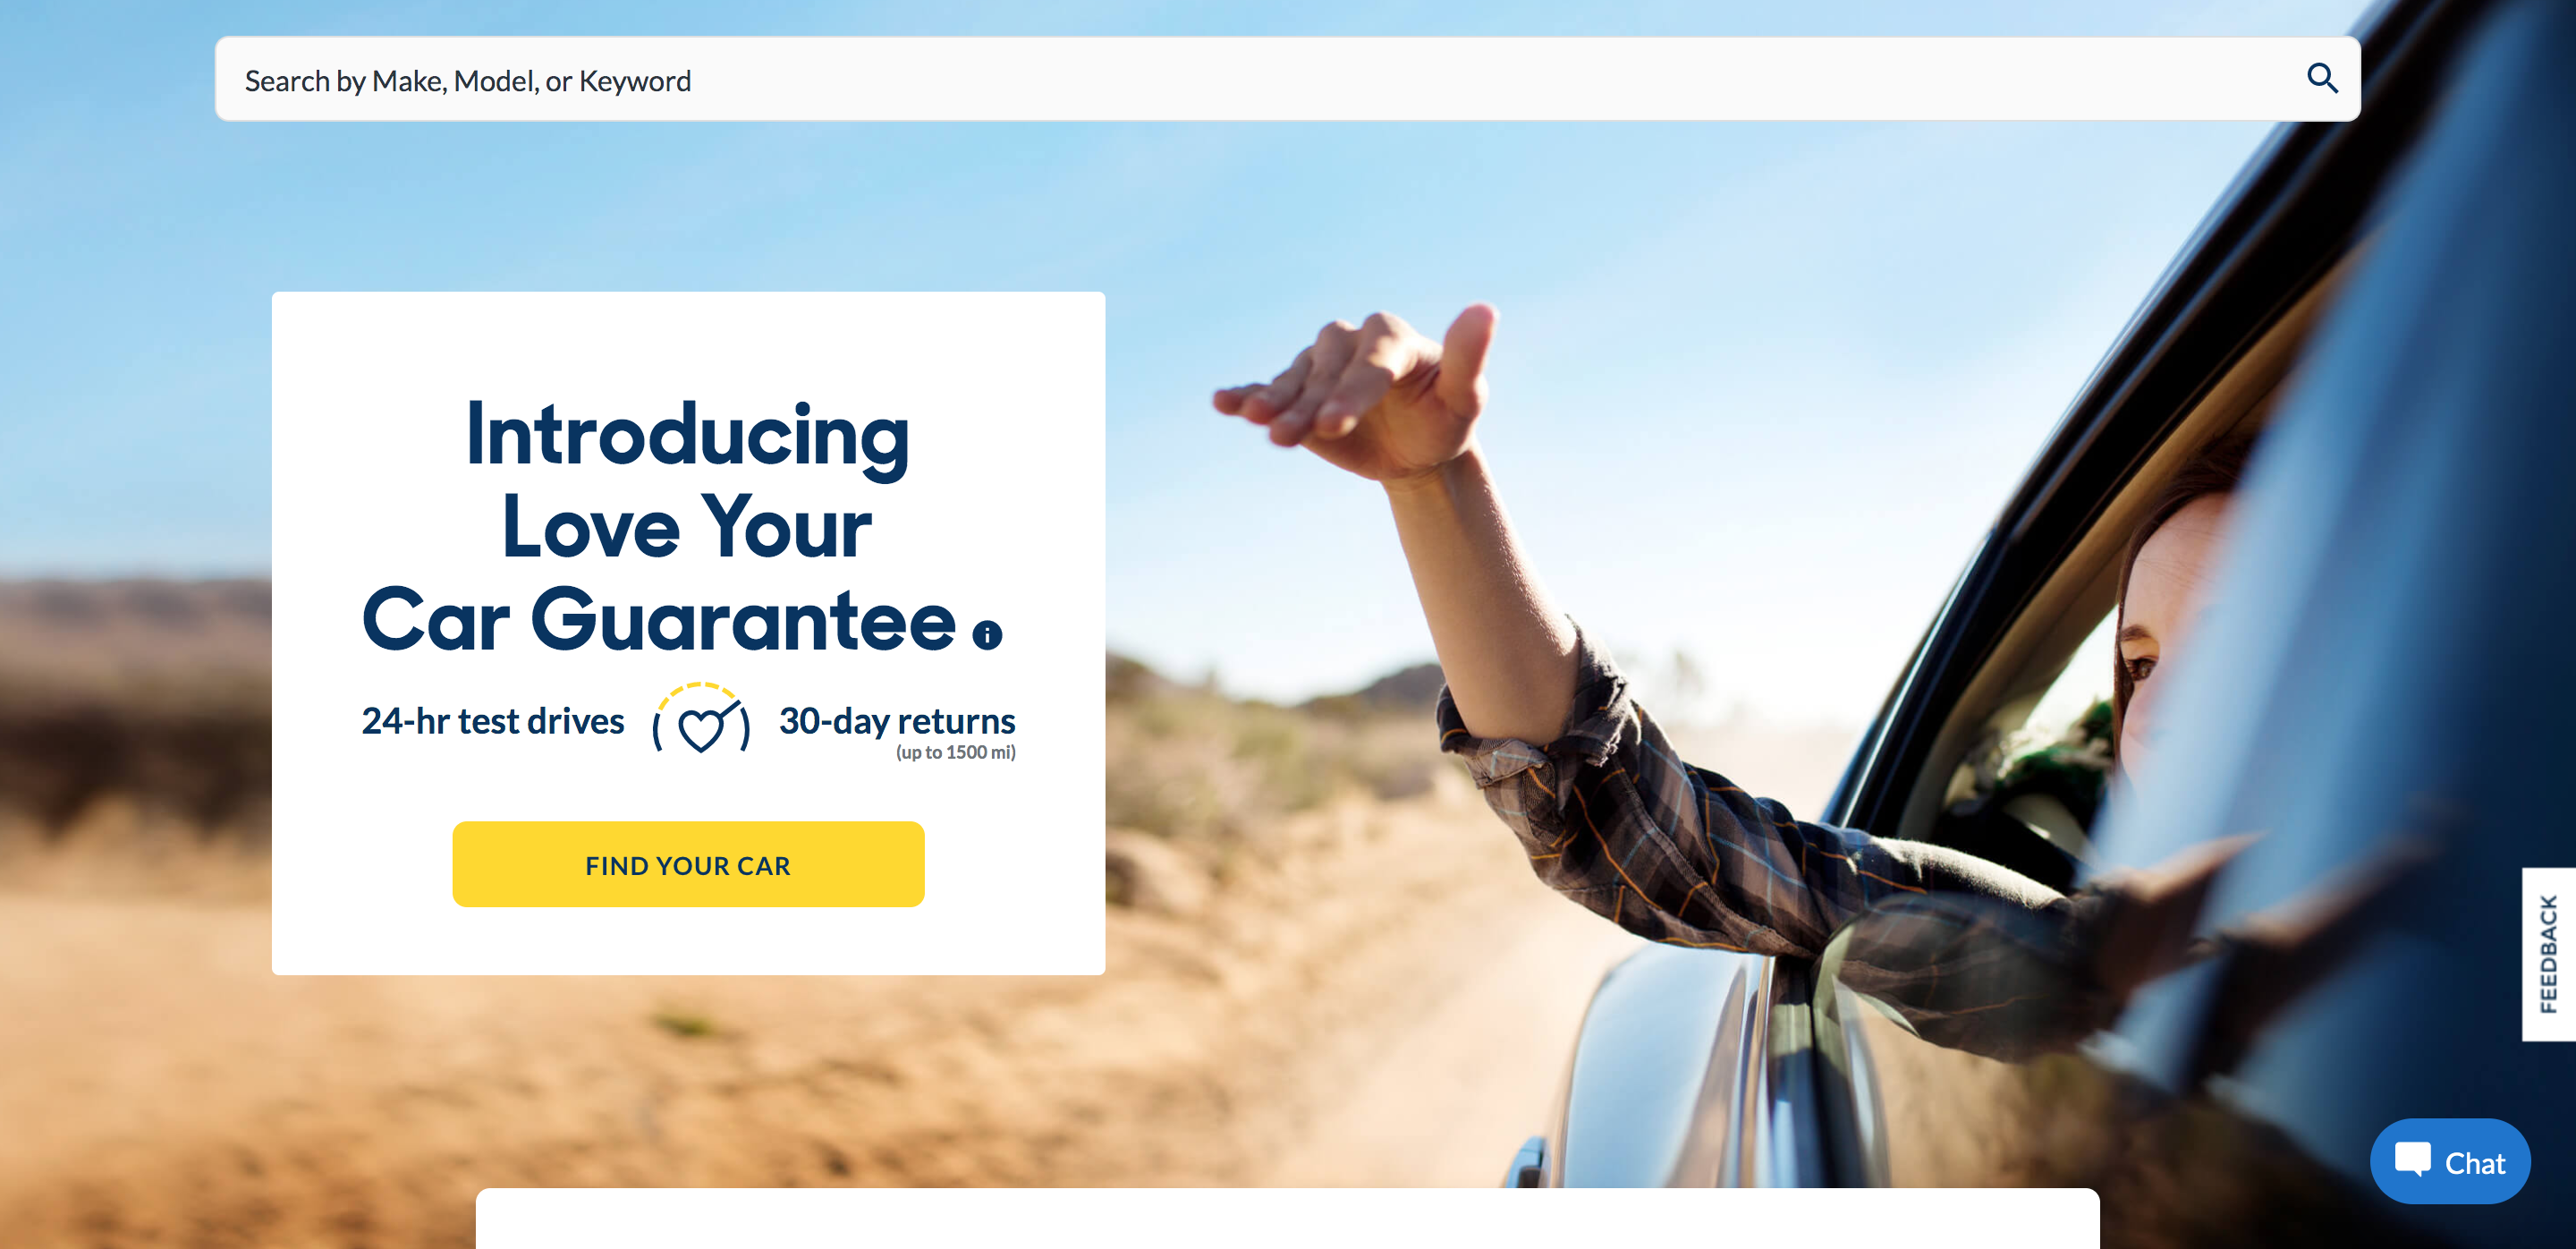 Search by Make, Model, or Keyword
Introducing
Love Your
Car Guarantee
24-hr test drives
30-day returns
(up to 1500 mi)
FIND YOUR CAR
FEEDBACK
Chat